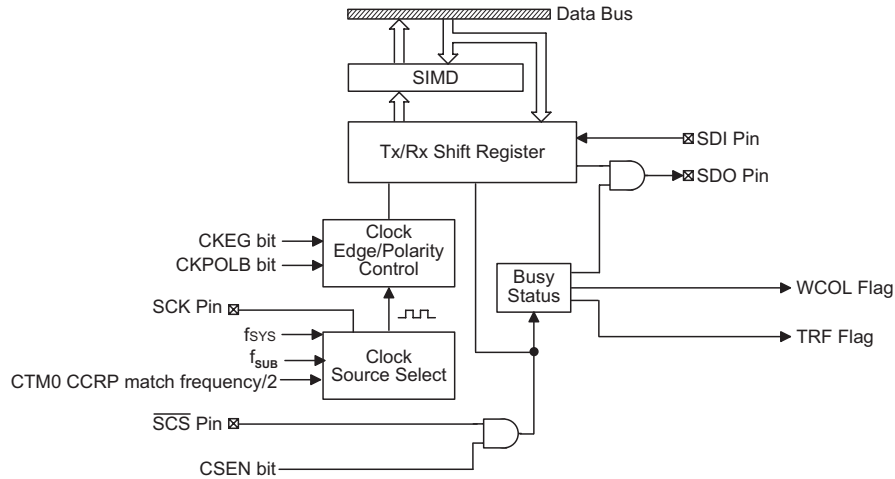 Data Bus
SIMD
Tx/Rx Shift Register
SDI Pin
SDO Pin
CKEG bit
CKPOLB bit
Clock
Edge/Polarity
Control
Busy
Status
WCOL Flag
TRF Flag
SCK Pin
fSYS
fSUB
CTM0 CCRP match frequency/2
Clock
Source Select
SCS Pin
CSEN bit